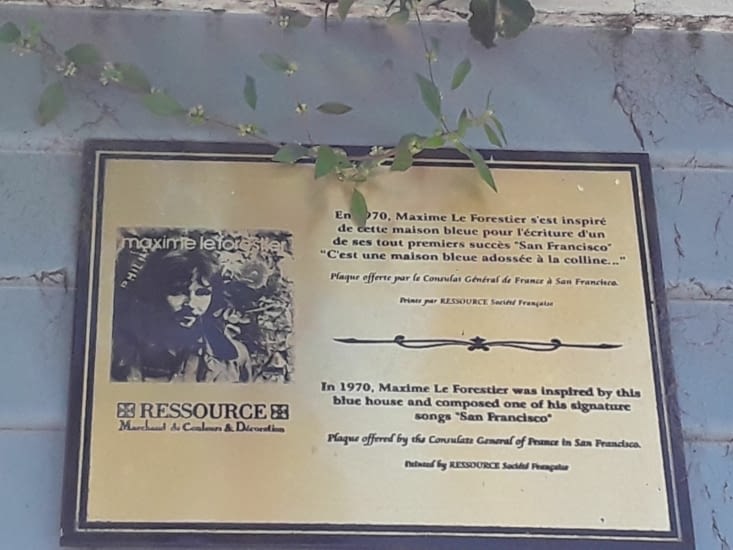 maxime le forestier
PHILIPS
RESSOURCE
Marchand de Couleurs & Décoration
En 1970, Maxime Le Forestier s'est inspiré
de cette maison bleue pour l'écriture d'un
de ses tout premiers succès "San Francisco"
"C'est une maison bleue adossée à la colline..."
Plaque offerte par le Consulat Général de France à San Francisco.
Peinte par RESSOURCE Société Française
In 1970, Maxime Le Forestier was inspired by this
blue house and composed one of his signature
songs "San Francisco"
Plaque offered by the Consulate General of France in San Francisco.
Painted by RESSOURCE Société Française